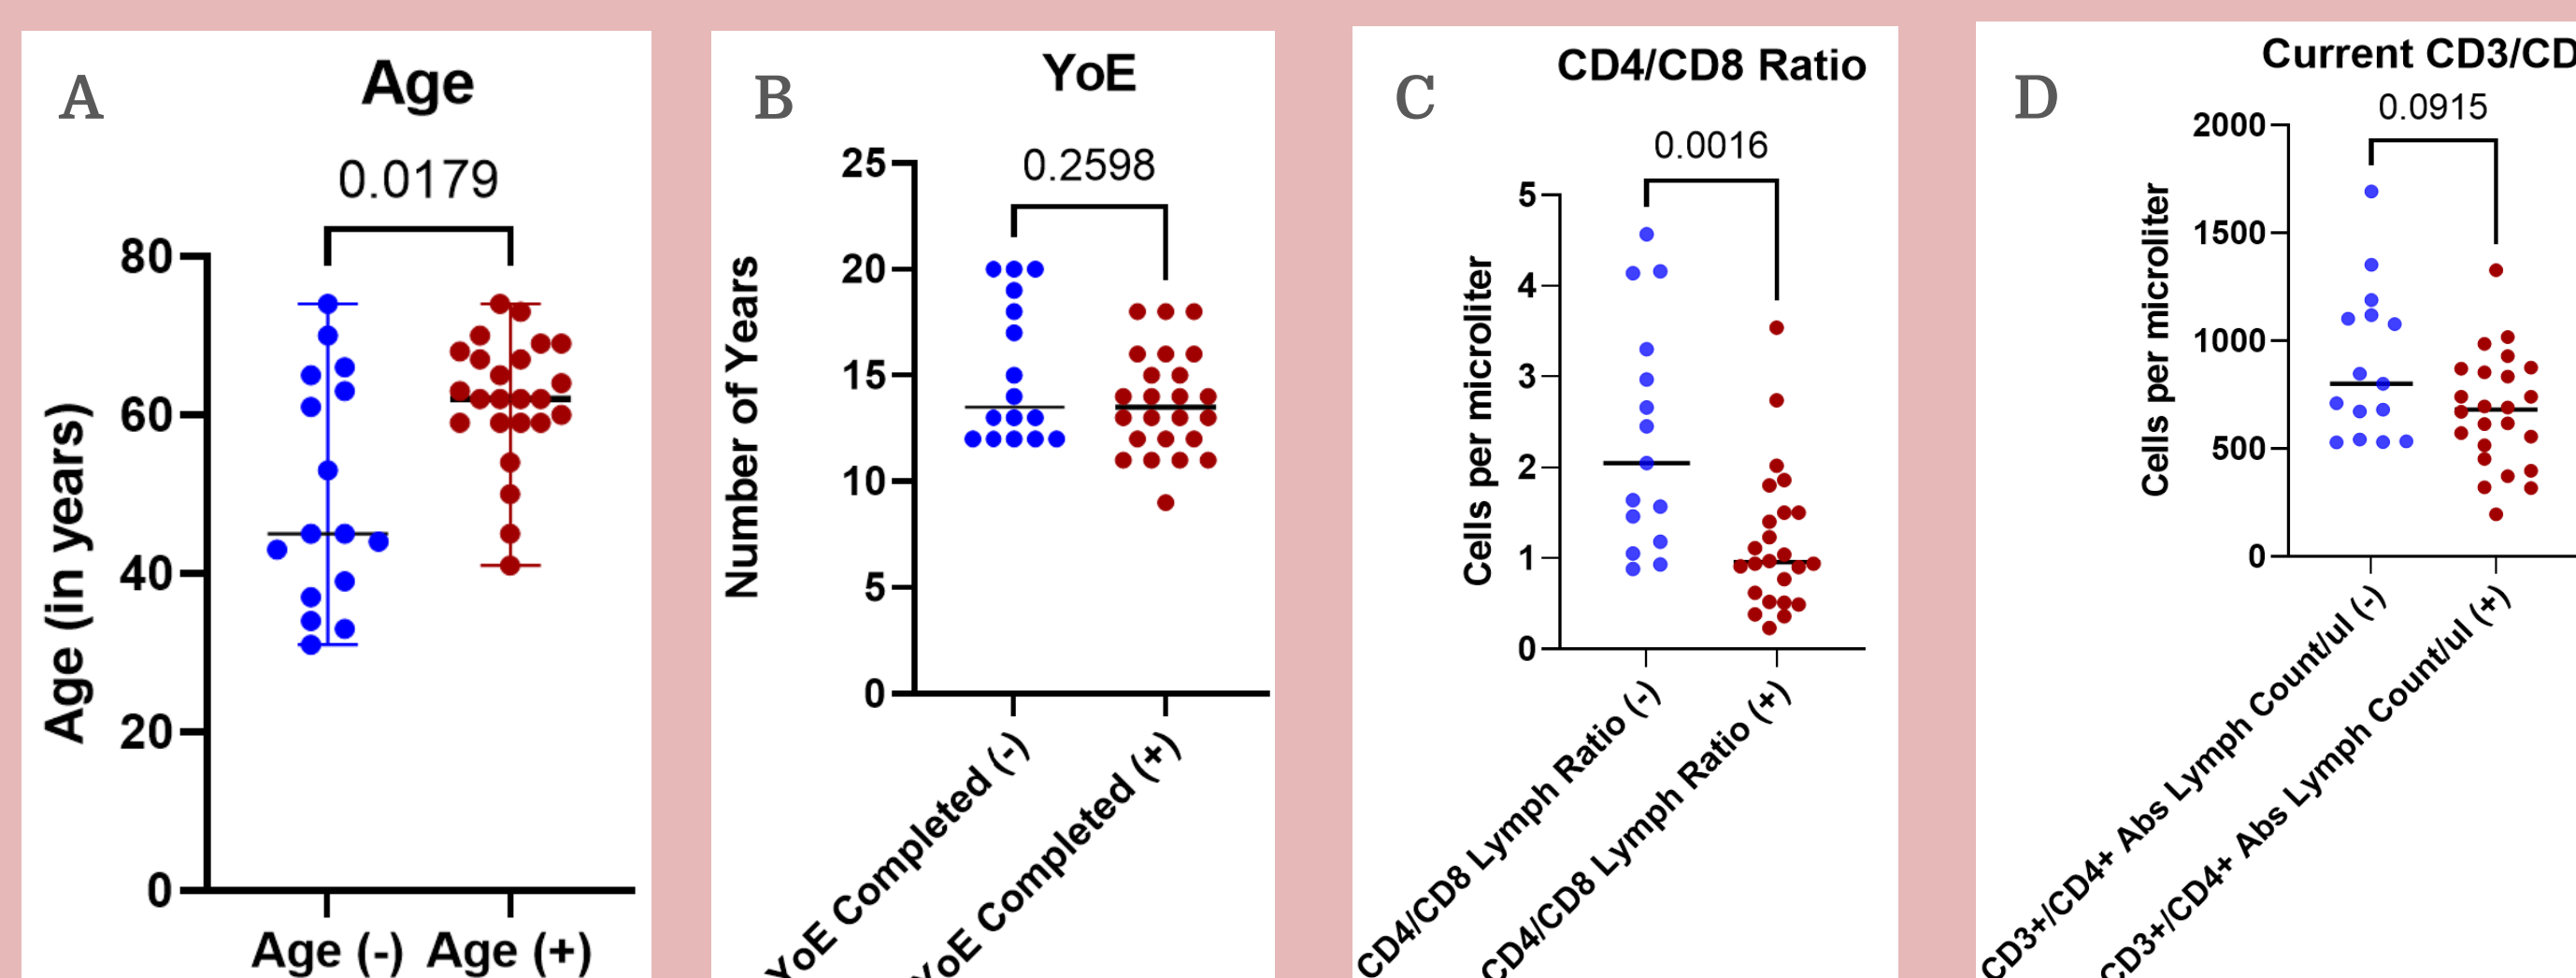 A
Age
0.0179
80
60
40
20
0
Age (in years)
Age (-)
Age (+)
B
YoE
0.2598
25
20
15
10
5
0
Number of Years
YoE Completed (-)
YoE Completed (+)
C
CD4/CD8 Ratio
0.0016
5
4
3
2
1
0
Cells per microliter
CD4/CD8 Lymph Ratio (-)
CD4/CD8 Lymph Ratio (+)
D
Current CD3/CD
0.0915
2000
1500
1000
500
0
Cells per microliter
CD3+/CD4+ Abs Lymph Count/ul (-)
CD3+/CD4+ Abs Lymph Count/ul (+)